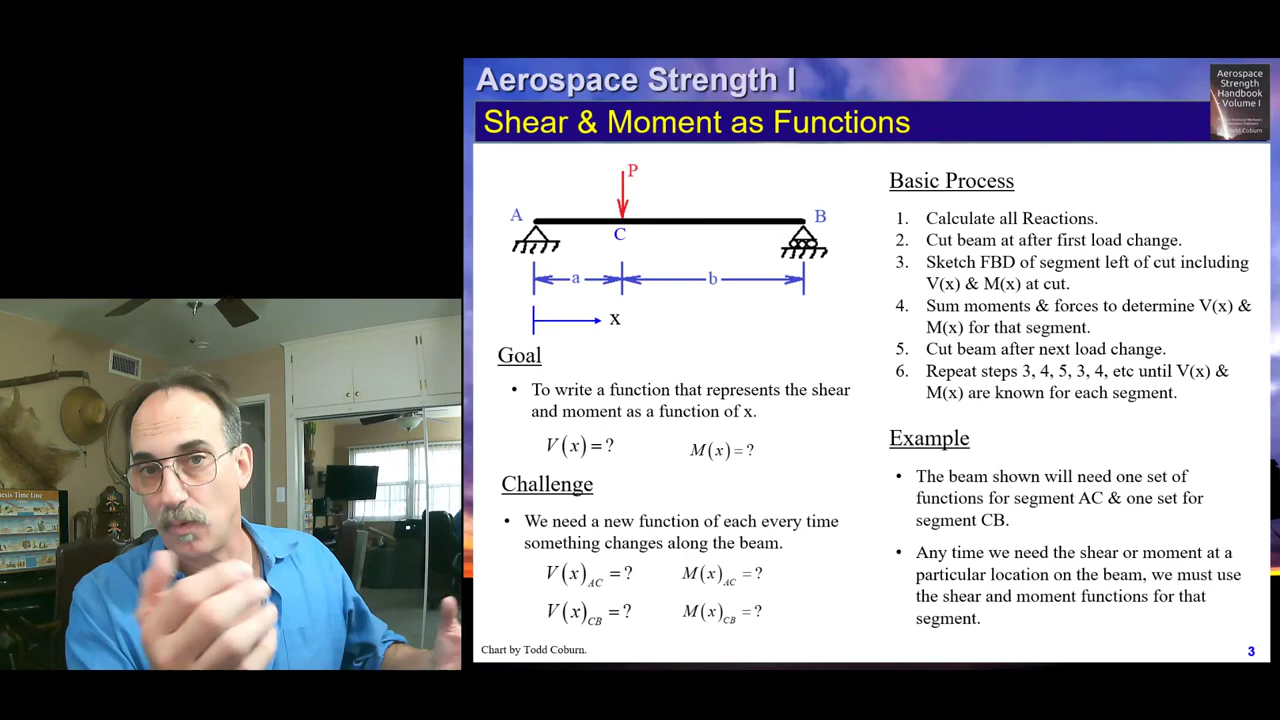 Aerospace Strength I
Shear & Moment as Functions
Aerospace
Strength
Handbook
- Volume I
P
A
B
C
a
b
x
Goal
• To write a function that represents the shear
and moment as a function of x.
V(x) = ?
M(x) = ?
Challenge
• We need a new function of each every time
something changes along the beam.
V(x)AC = ?
M(x)AC = ?
V(x)CB = ?
M(x)CB = ?
Chart by Todd Coburn.
Basic Process
1. Calculate all Reactions.
2. Cut beam at after first load change.
3. Sketch FBD of segment left of cut including
V(x) & M(x) at cut.
4. Sum moments & forces to determine V(x) &
M(x) for that segment.
5. Cut beam after next load change.
6. Repeat steps 3, 4, 5, 3, 4, etc until V(x) &
M(x) are known for each segment.
Example
• The beam shown will need one set of
functions for segment AC & one set for
segment CB.
• Any time we need the shear or moment at a
particular location on the beam, we must use
the shear and moment functions for that
segment.
3
Time Line